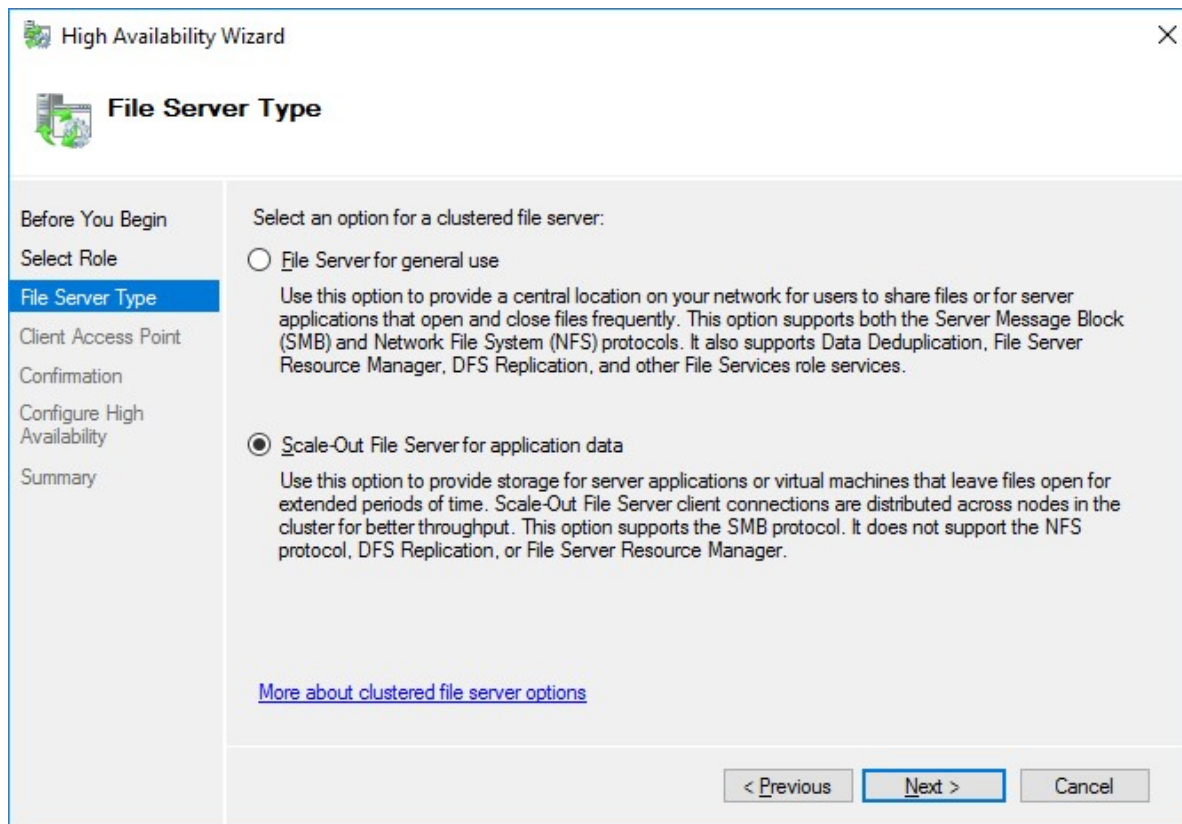 High Availability Wizard
File Server Type
Before You Begin
Select Role
File Server Type
Client Access Point
Confirmation
Configure High
Availability
Summary
Select an option for a clustered file server:
File Server for general use
Use this option to provide a central location on your network for users to share files or for server
applications that open and close files frequently. This option supports both the Server Message Block
(SMB) and Network File System (NFS) protocols. It also supports Data Deduplication, File Server
Resource Manager, DFS Replication, and other File Services role services.
Scale-Out File Server for application data
Use this option to provide storage for server applications or virtual machines that leave files open for
extended periods of time. Scale-Out File Server client connections are distributed across nodes in the
cluster for better throughput. This option supports the SMB protocol. It does not support the NFS
protocol, DFS Replication, or File Server Resource Manager.
More about clustered file server options
< Previous
Next >
Cancel